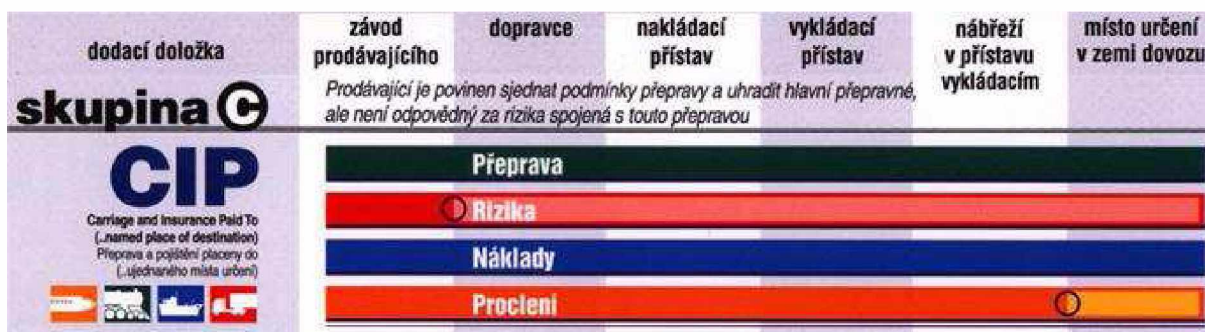 dodací doložka
závod
prodávajícího
dopravce
nakládací
přístav
vykládací
přístav
nábřeží
v přístavu
vykládacím
místo určení
v zemi dovozu
skupina C
Prodávající je povinen sjednat podmínky přepravy a uhradit hlavní přepravné,
ale není odpovědný za rizika spojená s touto přepravou
CIP
Carriage and Insurance Paid To
(..named place of destination)
Přeprava a pojištění placeny do
(..ujednaného místa určení)
Přeprava
Rizika
Náklady
Proclení